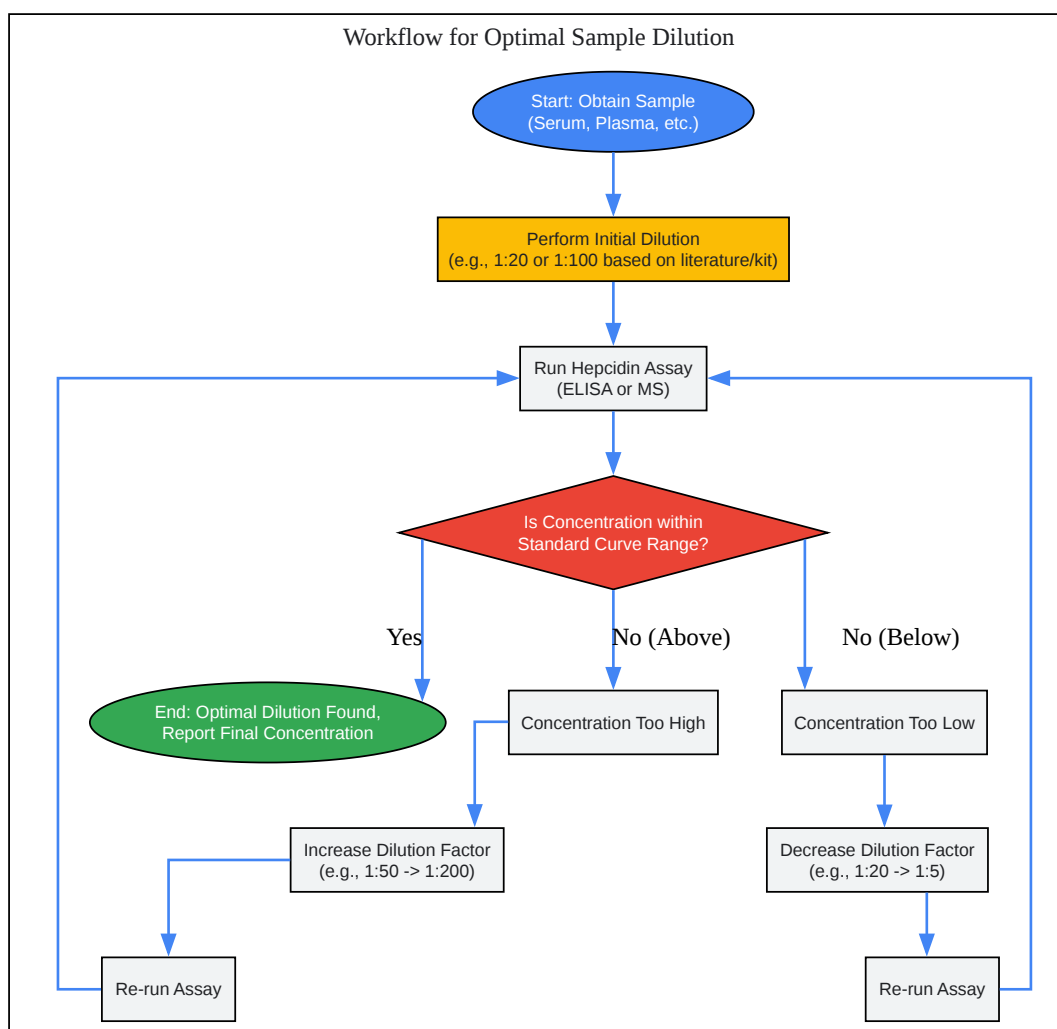 Workflow for Optimal Sample Dilution
Start: Obtain Sample
(Serum, Plasma, etc.)
Perform Initial Dilution
(e.g., 1:20 or 1:100 based on literature/kit)
Run Hepcidin Assay
(ELISA or MS)
Is Concentration within
Standard Curve Range?
Yes
No (Above)
No (Below)
End: Optimal Dilution Found,
Report Final Concentration
Concentration Too High
Concentration Too Low
Increase Dilution Factor
(e.g., 1:50 -> 1:200)
Decrease Dilution Factor
(e.g., 1:20 -> 1:5)
Re-run Assay
Re-run Assay